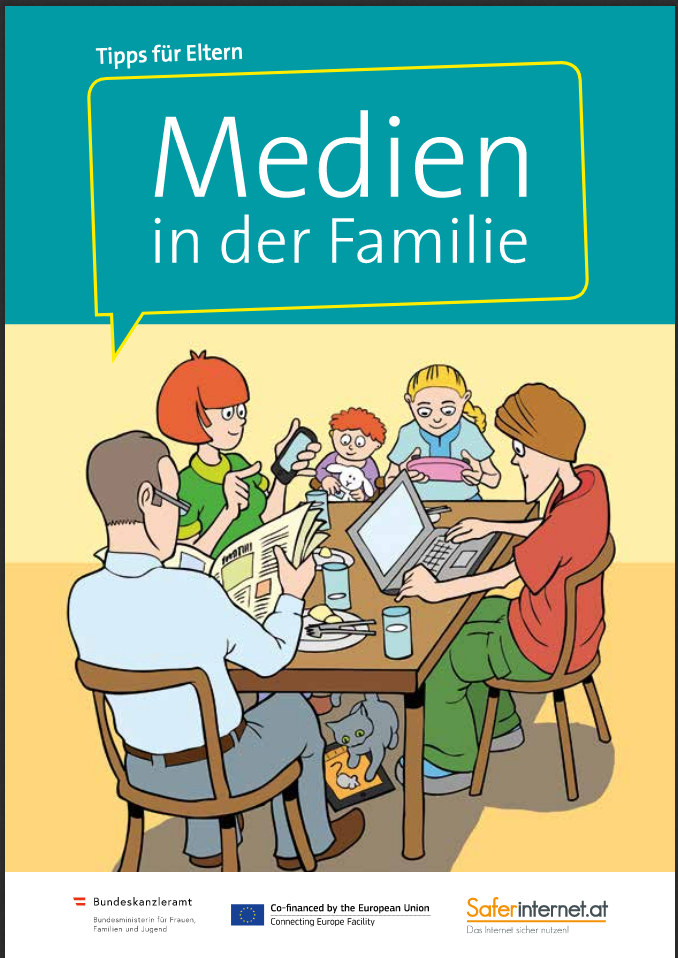 Tipps für Eltern
Medien
in der Familie
Bundeskanzleramt
Bundesministerin für Frauen,
Familien und Jugend
Co-financed by the European Union
Connecting Europe Facility
Saferinternet.at
Das Internet sicher nutzen!